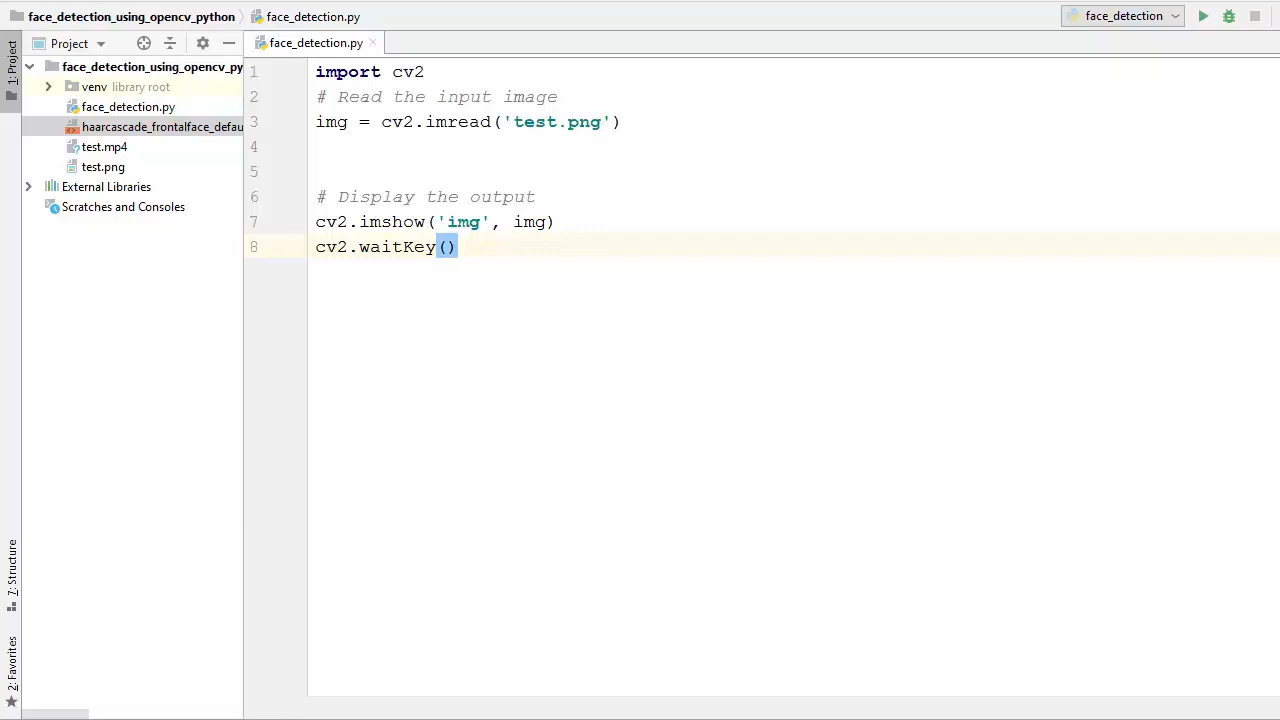 face_detection_using_opencv_python
face_detection.py
face_detection
1: Project
Project
face_detection.py
face_detection_using_opencv_py
venv library root
face_detection.py
haarcascade_frontalface_defau
test.mp4
test.png
External Libraries
Scratches and Consoles
1 import cv2
2 # Read the input image
3 img = cv2.imread('test.png')
4
5
6 # Display the output
7 cv2.imshow('img', img)
8 cv2.waitKey()
7: Structure
2: Favorites